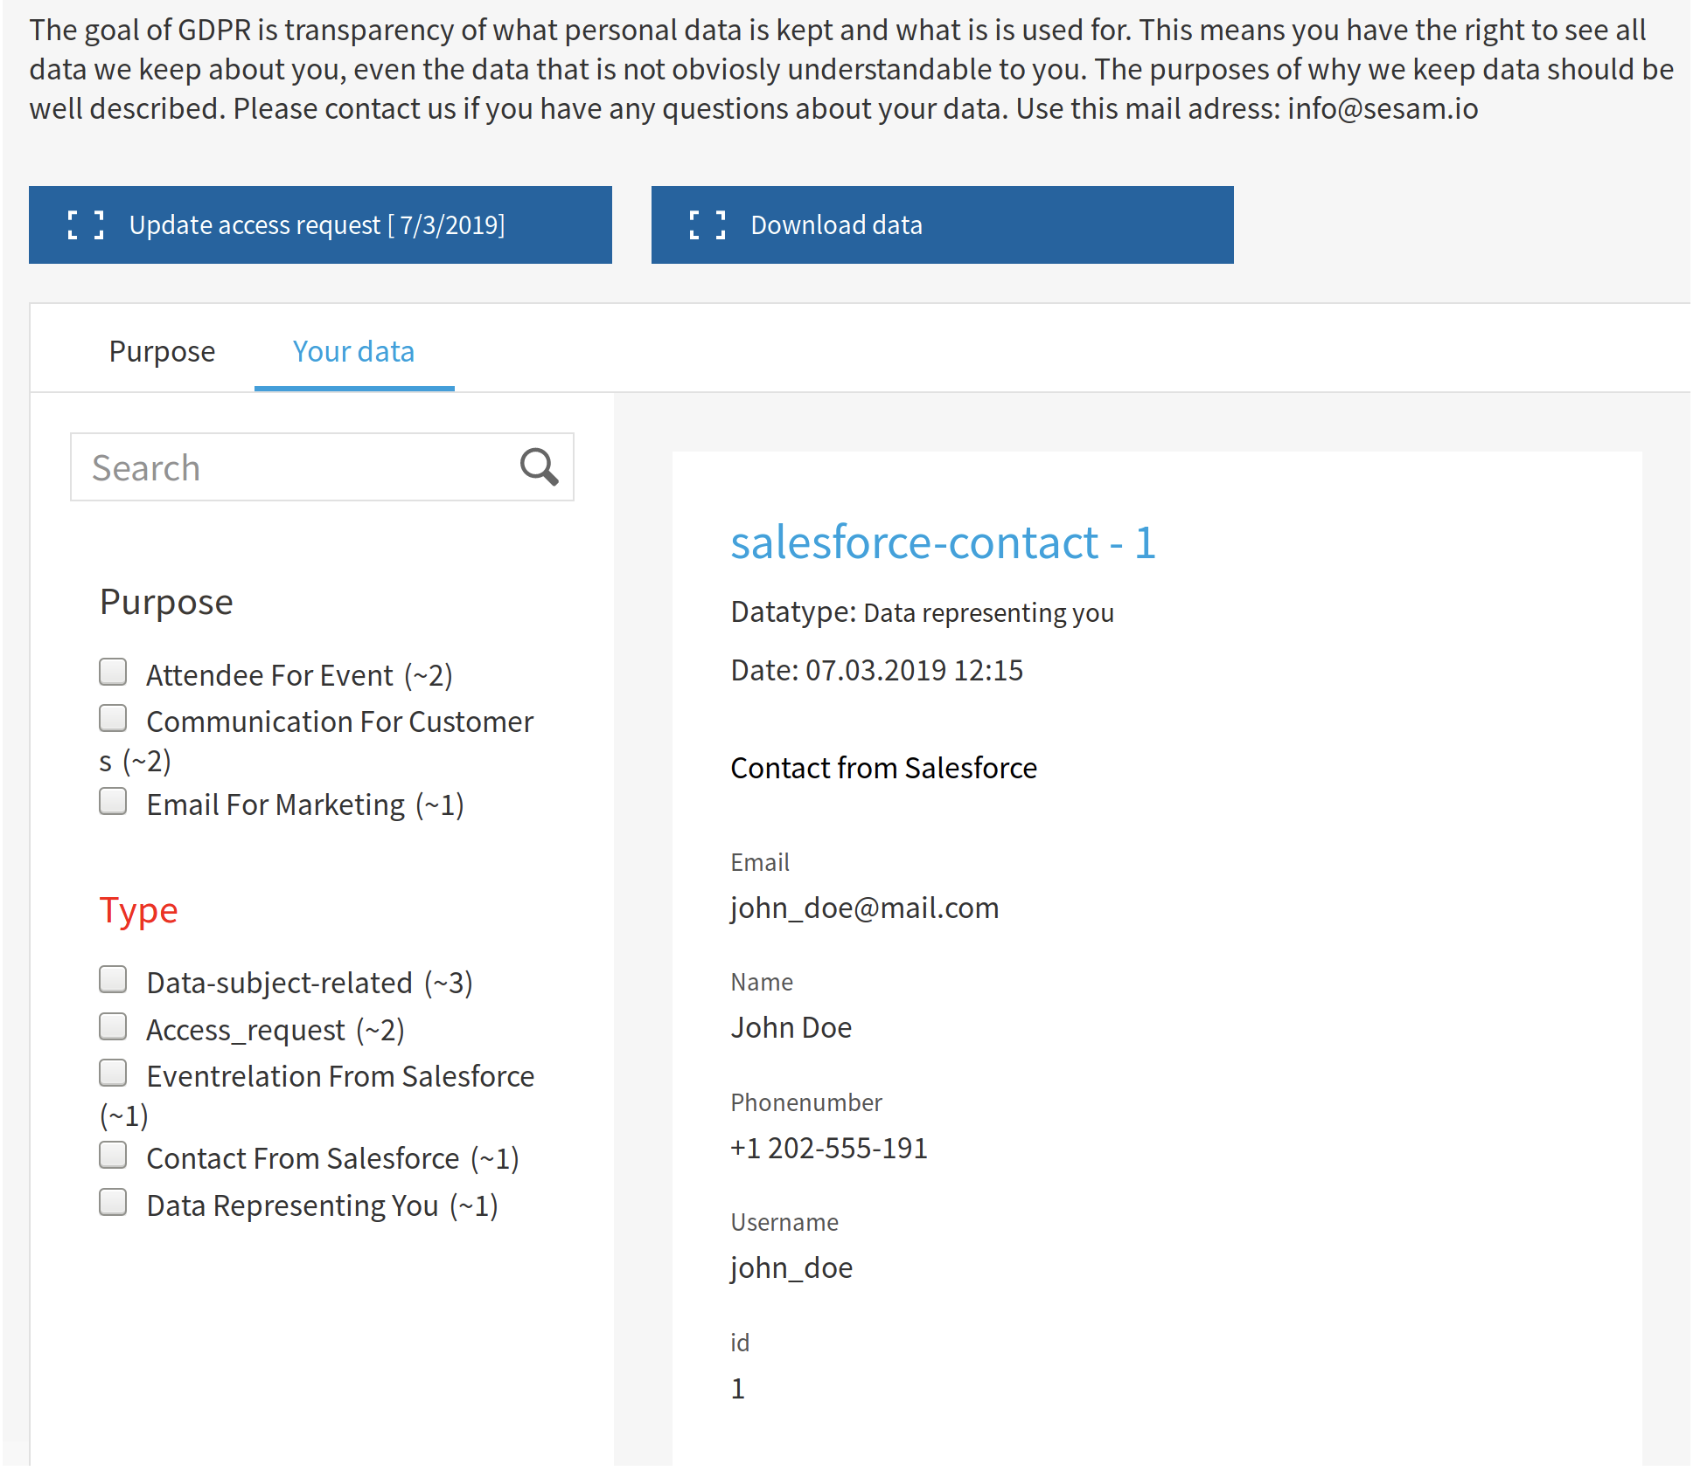 The goal of GDPR is transparency of what personal data is kept and what is is used for. This means you have the right to see all
data we keep about you, even the data that is not obviosly understandable to you. The purposes of why we keep data should be
well described. Please contact us if you have any questions about your data. Use this mail adress: info@sesam.io
Update access request [ 7/3/2019]
Download data
Purpose
Your data
Search
Purpose
Attendee For Event (~2)
Communication For Customer
s (~2)
Email For Marketing (~1)
Type
Data-subject-related (~3)
Access_request (~2)
Eventrelation From Salesforce
(~1)
Contact From Salesforce (~1)
Data Representing You (~1)
salesforce-contact - 1
Datatype: Data representing you
Date: 07.03.2019 12:15
Contact from Salesforce
Email
john_doe@mail.com
Name
John Doe
Phonenumber
+1 202-555-191
Username
john_doe
id
1